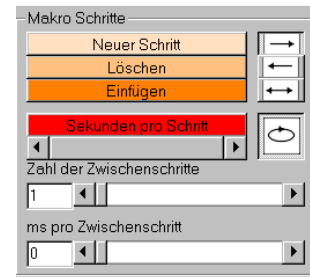 Makro Schritte
Neuer Schritt
Löschen
Einfügen
Sekunden pro Schritt
Zahl der Zwischenschritte
1
ms pro Zwischenschritt
0